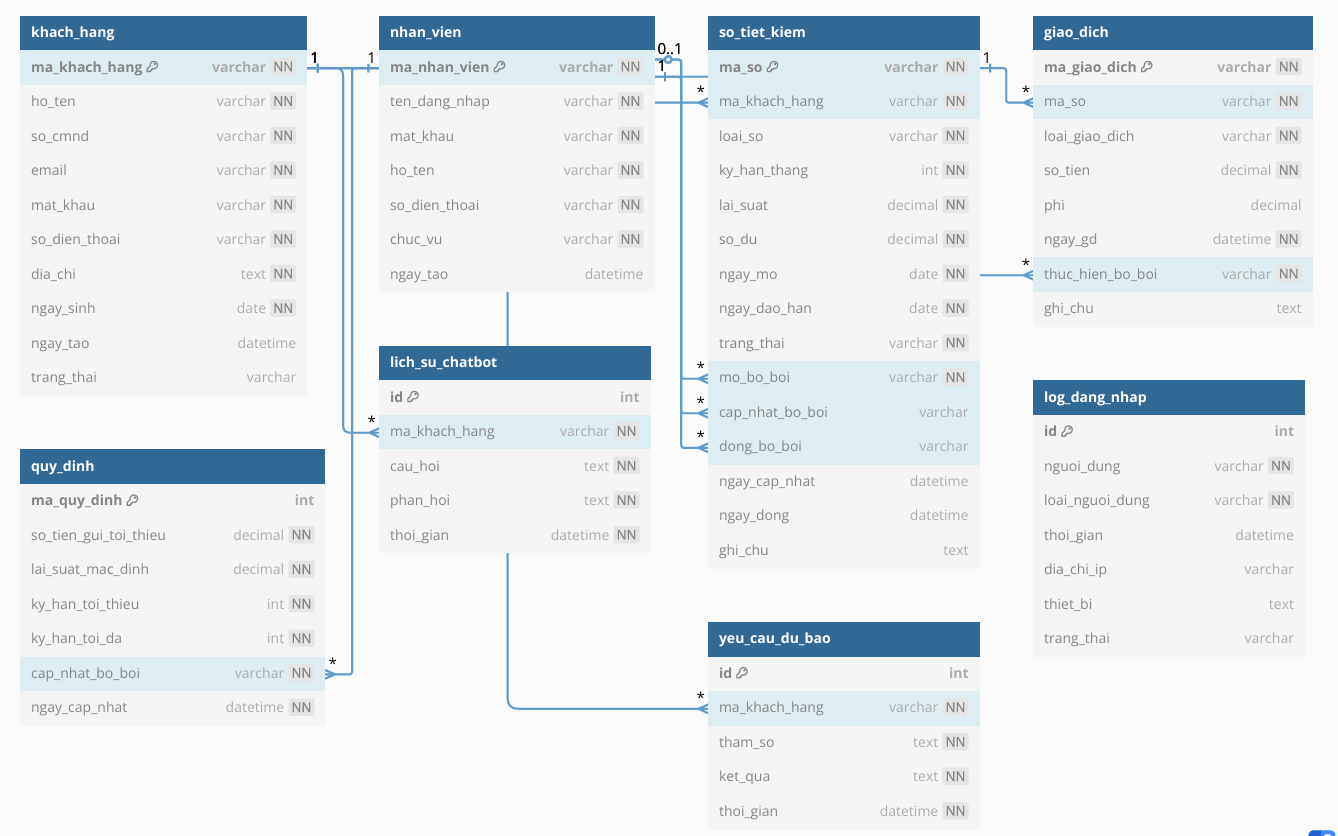 khach_hang
ma_khach_hang varchar NN
ho_ten varchar NN
so_cmnd varchar NN
email varchar NN
mat_khau varchar NN
so_dien_thoai varchar NN
dia_chi text NN
ngay_sinh date NN
ngay_tao datetime
trang_thai varchar
quy_dinh
ma_quy_dinh int
so_tien_gui_toi_thieu decimal NN
lai_suat_mac_dinh decimal NN
ky_han_toi_thieu int NN
ky_han_toi_da int NN
cap_nhat_bo_boi varchar NN
ngay_cap_nhat datetime NN
1
1
*
*
nhan_vien
ma_nhan_vien varchar NN
ten_dang_nhap varchar NN
mat_khau varchar NN
ho_ten varchar NN
so_dien_thoai varchar NN
chuc_vu varchar NN
ngay_tao datetime
lich_su_chatbot
id int
ma_khach_hang varchar NN
cau_hoi text NN
phan_hoi text NN
thoi_gian datetime NN
0..1
1
*
*
*
*
*
so_tiet_kiem
ma_so varchar NN
ma_khach_hang varchar NN
loai_so varchar NN
ky_han_thang int NN
lai_suat decimal NN
so_du decimal NN
ngay_mo date NN
ngay_dao_han date NN
trang_thai varchar NN
mo_bo_boi varchar NN
cap_nhat_bo_boi varchar
dong_bo_boi varchar
ngay_cap_nhat datetime
ngay_dong datetime
ghi_chu text
yeu_cau_du_bao
id int
ma_khach_hang varchar NN
tham_so text NN
ket_qua text NN
thoi_gian datetime NN
1
*
*
giao_dich
ma_giao_dich varchar NN
ma_so varchar NN
loai_giao_dich varchar NN
so_tien decimal NN
phi decimal
ngay_gd datetime NN
thuc_hien_bo_boi varchar NN
ghi_chu text
log_dang_nhap
id int
nguoi_dung varchar NN
loai_nguoi_dung varchar NN
thoi_gian datetime
dia_chi_ip varchar
thiet_bi text
trang_thai varchar